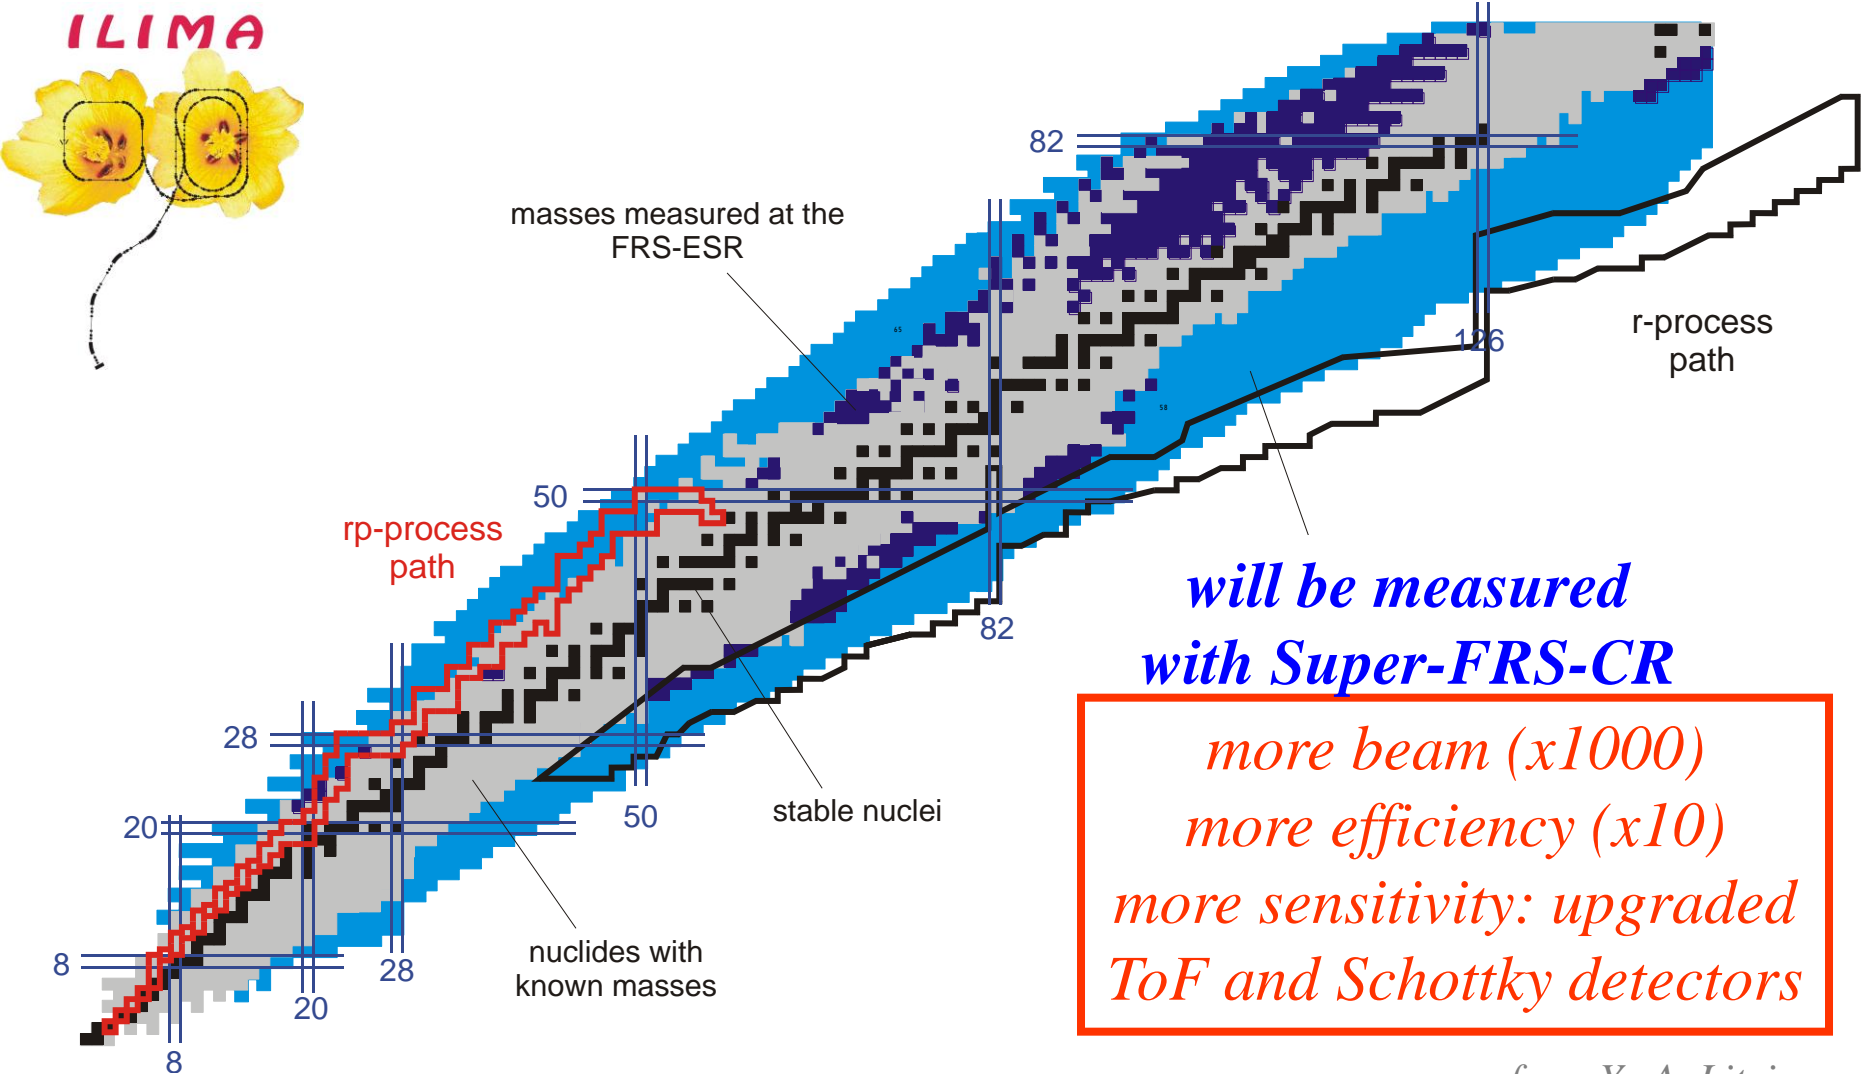 ILIMA
82
masses measured at the
FRS-ESR
65
r-process
path
126
58
50
rp-process
path
will be measured
with Super-FRS-CR
82
more beam (x1000)
more efficiency (x10)
more sensitivity: upgraded
ToF and Schottky detectors
28
stable nuclei
50
20
nuclides with
known masses
8
28
20
8